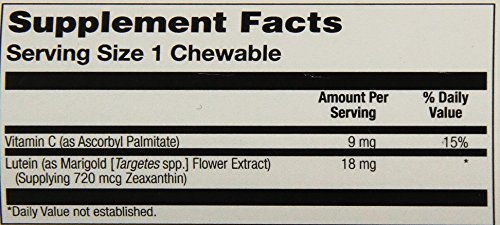 Supplement Facts
Serving Size 1 Chewable
Amount Per Serving % Daily Value
Vitamin C (as Ascorbyl Palmitate) 9 mg 15%
Lutein (as Marigold [Targetes spp.] Flower Extract) 18 mg *
(Supplying 720 mcg Zeaxanthin)
*Daily Value not established.